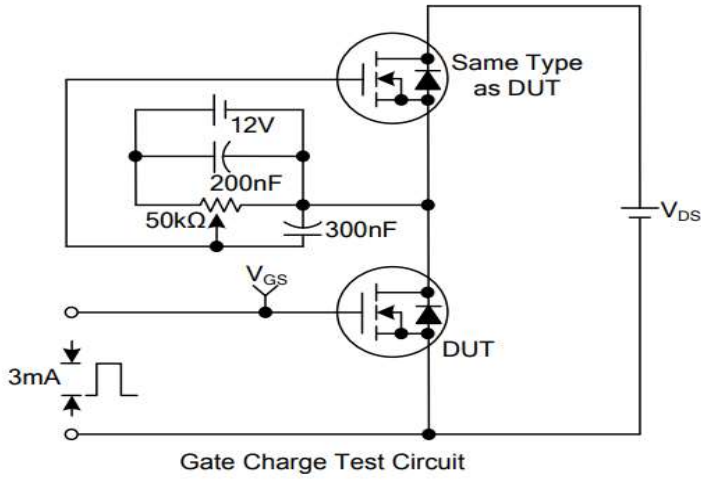 Same Type
as DUT
12V
200nF
50kΩ
300nF
VDS
VGS
DUT
3mA
Gate Charge Test Circuit